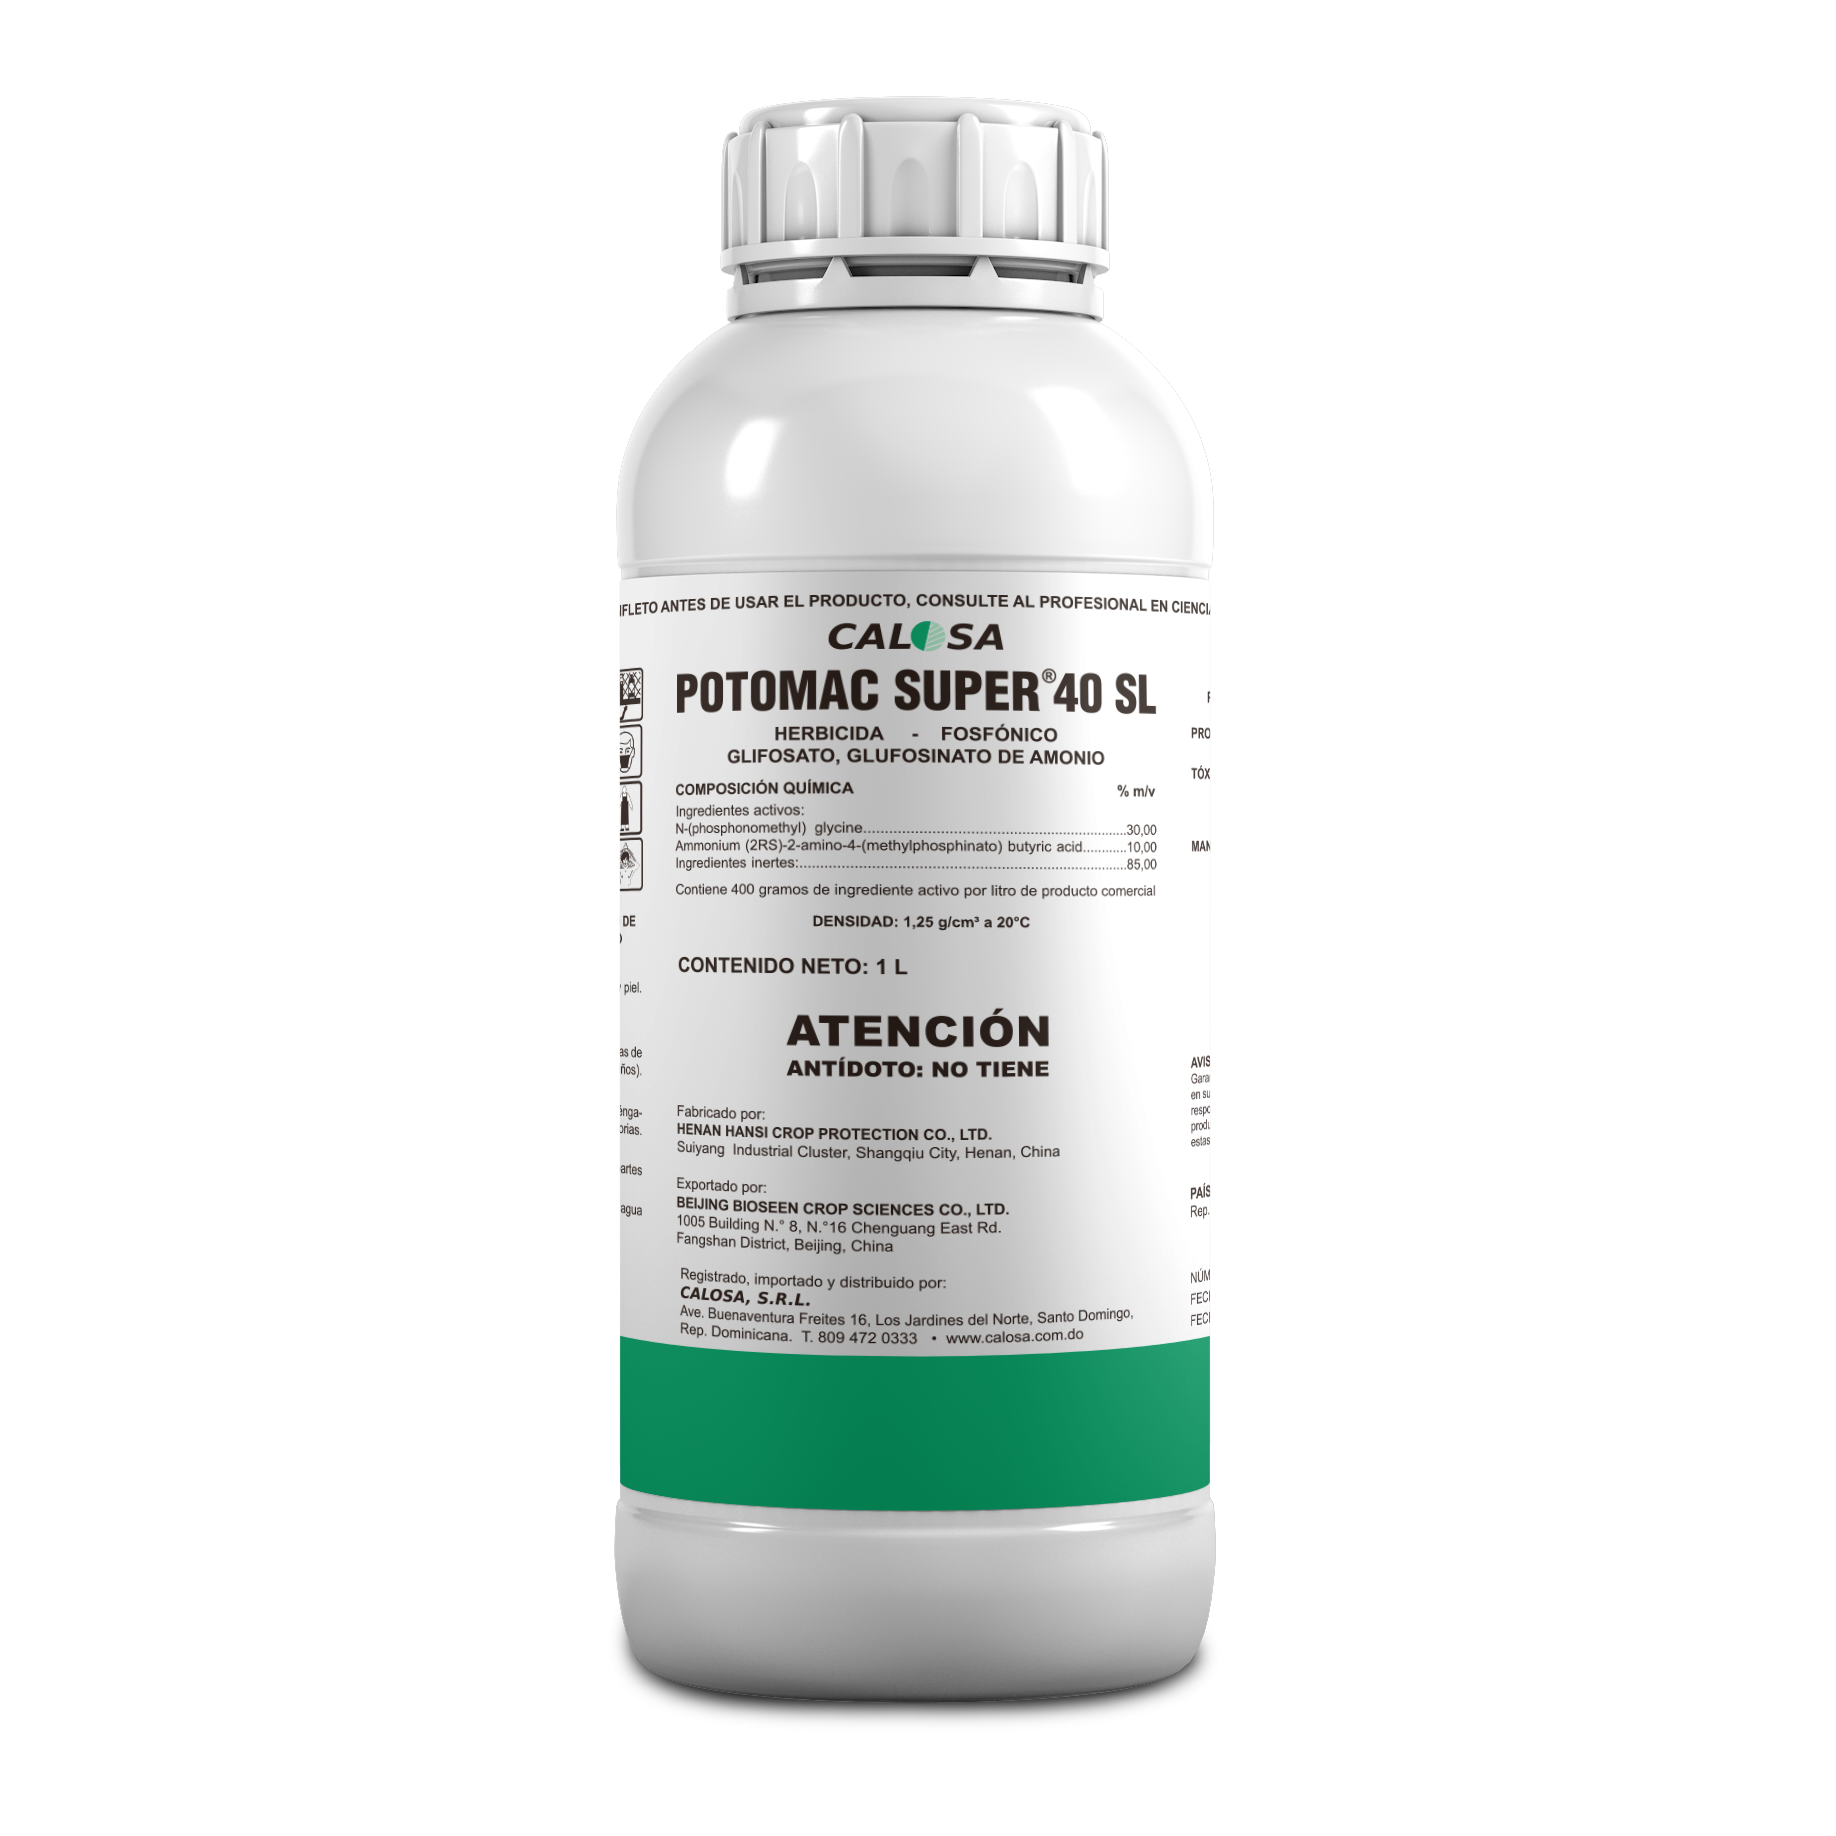 ANTES DE USAR EL PRODUCTO, CONSULTE AL PROFESIONAL EN
CALOSA
POTOMAC SUPER® 40 SL
HERBICIDA - FOSFÓNICO
GLIFOSATO, GLUFOSINATO DE AMONIO
COMPOSICIÓN QUÍMICA % m/v
Ingredientes activos:
N-(phosphonomethyl) glycine..........30,00
Ammonium (2RS)-2-amino-4-(methylphosphinato) butyric acid............10,00
Ingredientes inertes:..........85,00
Contiene 400 gramos de ingrediente activo por litro de producto comercial
DENSIDAD: 1,25 g/cm³ a 20°C
CONTENIDO NETO: 1 L
ATENCIÓN
ANTÍDOTO: NO TIENE
Fabricado por:
HENAN HANSI CROP PROTECTION CO., LTD.
Suiyang Industrial Cluster, Shangqiu City, Henan, China
Exportado por:
BEIJING BIOSEEN CROP SCIENCES CO., LTD.
1005 Building N.° 8, N.°16 Chenguang East Rd.
Fangshan District, Beijing, China
Registrado, importado y distribuido por:
CALOSA, S.R.L.
Ave. Buenaventura Freites 16, Los Jardines del Norte, Santo Domingo,
Rep. Dominicana. T. 809 472 0333 • www.calosa.com.do
DE
piel.
de
agua
en
Rep.